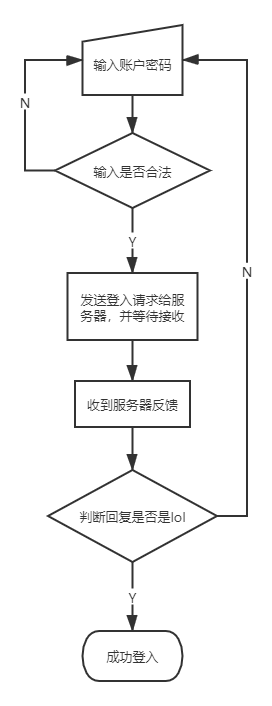 输入账户密码
N
输入是否合法
Y
N
发送登入请求给服
务器，并等待接收
收到服务器反馈
判断回复是否是lol
Y
成功登入